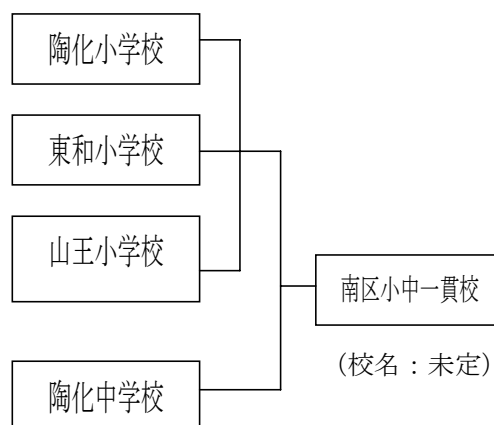 陶化小学校
東和小学校
山王小学校
南区小中一貫校
(校名：未定)
陶化中学校